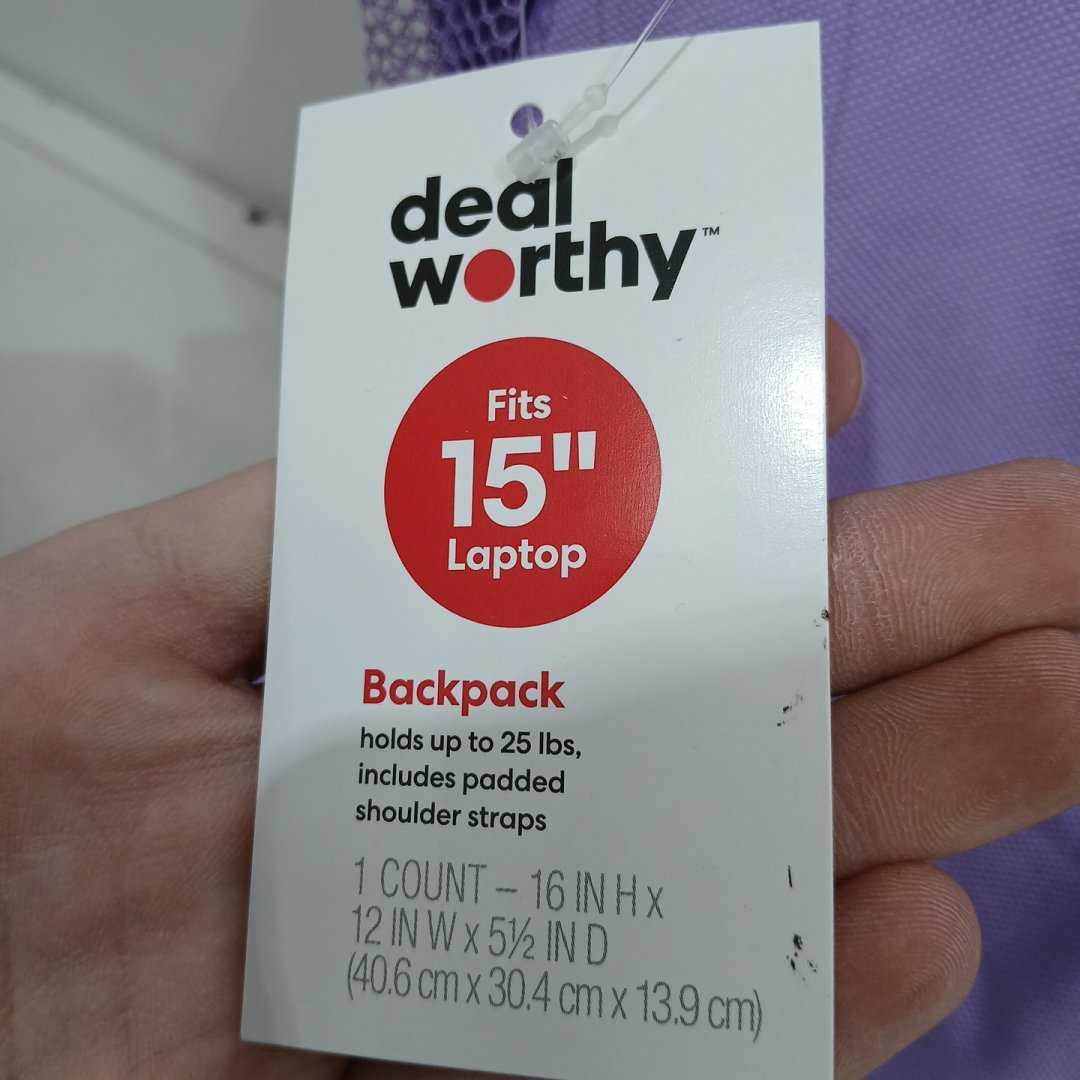 deal
worthy™
Fits
15"
Laptop
Backpack
holds up to 25 lbs,
includes padded
shoulder straps
1 COUNT – 16 IN H x
12 IN W x 5½ IN D
(40.6 cm x 30.4 cm x 13.9 cm)